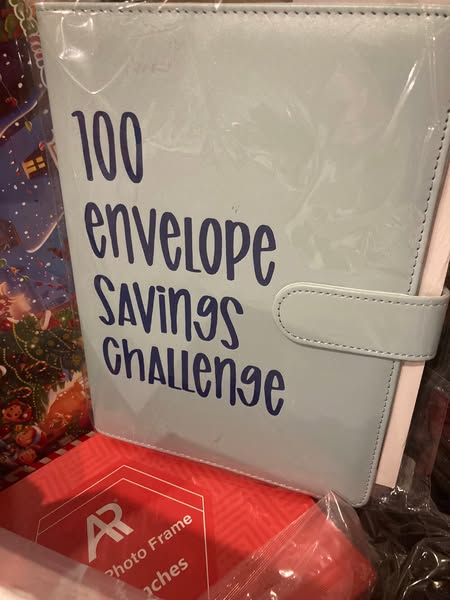 100
envelope
savings
challenge
AR
Photo Frame